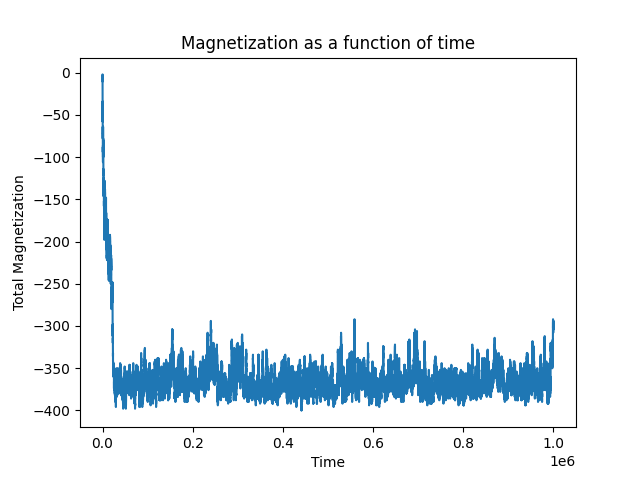 Magnetization as a function of time
Total Magnetization
0
−50
−100
−150
−200
−250
−300
−350
−400
0.0 0.2 0.4 0.6 0.8 1.0
1e6
Time